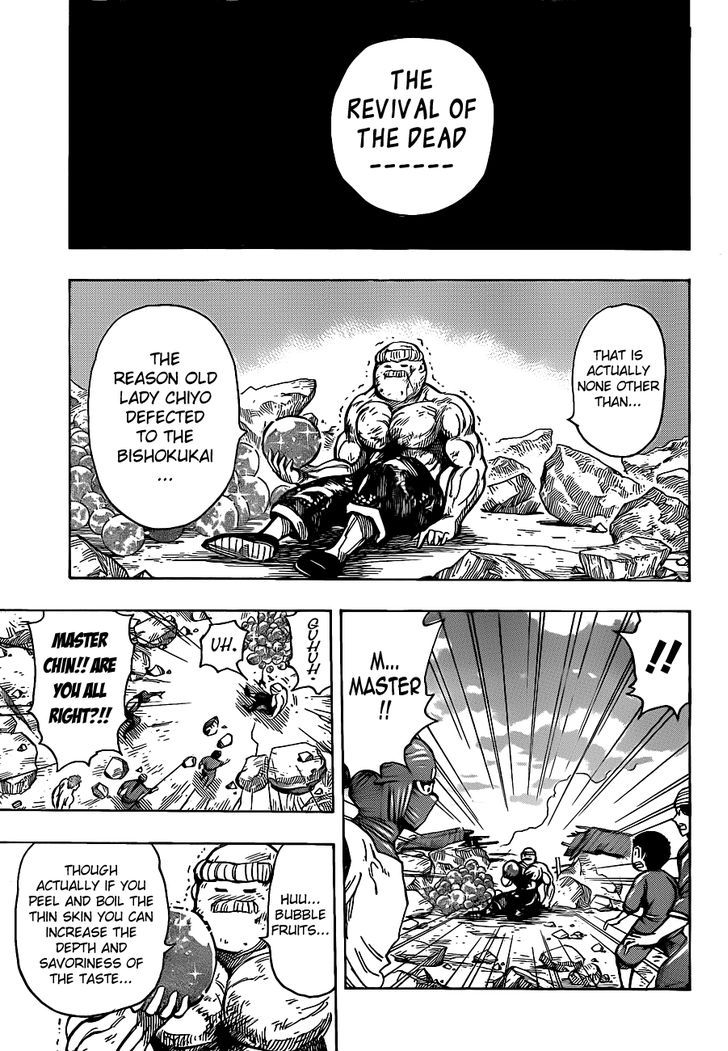 THE
REVIVAL OF
THE DEAD
------
THAT IS
ACTUALLY
NONE OTHER
THAN...
THE
REASON OLD
LADY CHIYO
DEFECTED
TO THE
BISHOKUKAI
...
!!
M...
MASTER
!!
GUHUH.
UH.
MASTER
CHIN!! ARE
YOU ALL
RIGHT?!!
HUU...
BUBBLE
FRUITS...
THOUGH
ACTUALLY IF YOU
PEEL AND BOIL THE
THIN SKIN YOU CAN
INCREASE THE
DEPTH AND
SAVORINESS
OF THE TASTE...